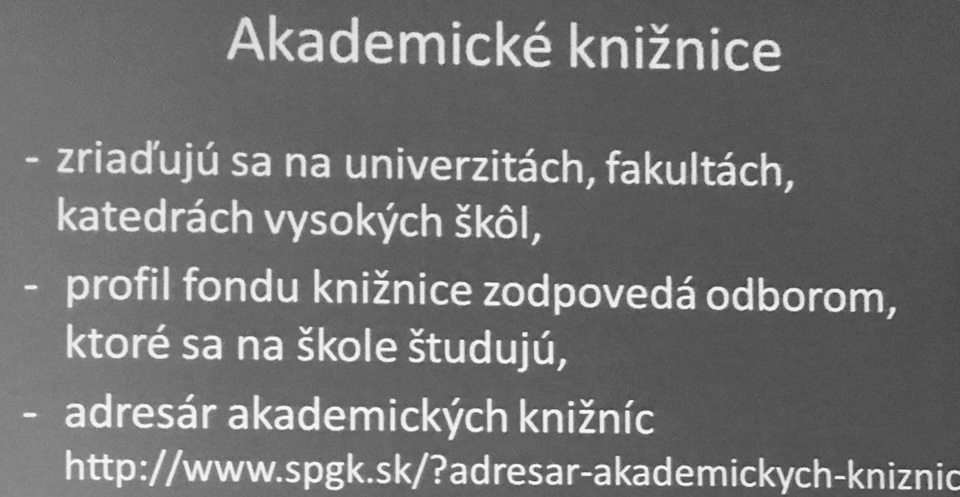 Akademické knižnice
- zriaďujú sa na univerzitách, fakultách,
katedrách vysokých škôl,
- profil fondu knižnice zodpovedá odborom,
ktoré sa na škole študujú,
- adresár akademických knižníc
http://www.spgk.sk/?adresar-akademickych-kniznic